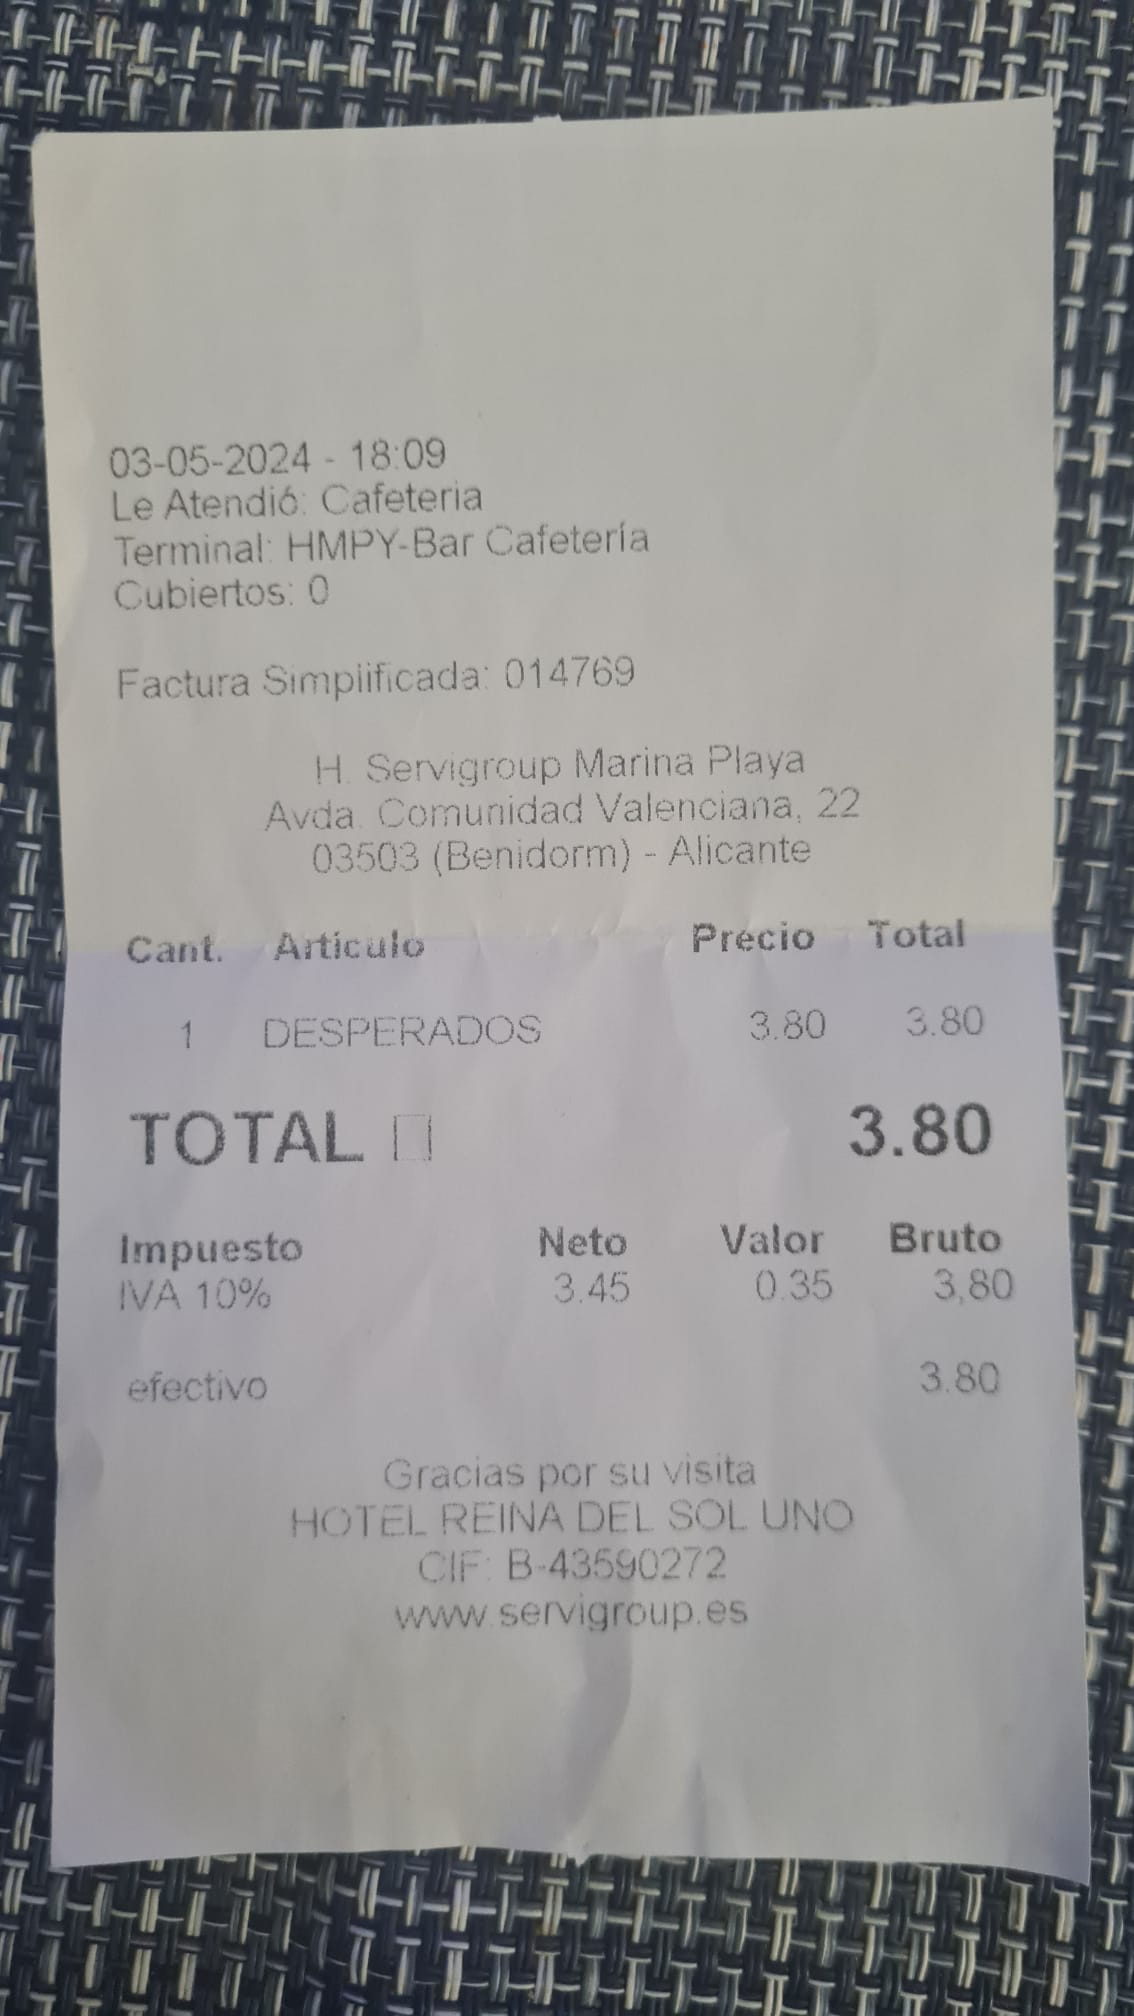 03-05-2024 - 18:09
Le Atendió: Cafeteria
Terminal: HMPY-Bar Cafetería
Cubiertos: 0
Factura Simplificada: 014769
H. Servigroup Marina Playa
Avda. Comunidad Valenciana, 22
03503 (Benidorm) - Alicante
Cant. Artículo Precio Total
1 DESPERADOS 3.80 3.80
TOTAL □ 3.80
Impuesto Neto Valor Bruto
IVA 10% 3.45 0.35 3,80
efectivo 3.80
Gracias por su visita
HOTEL REINA DEL SOL UNO
CIF: B-43590272
www.servigroup.es